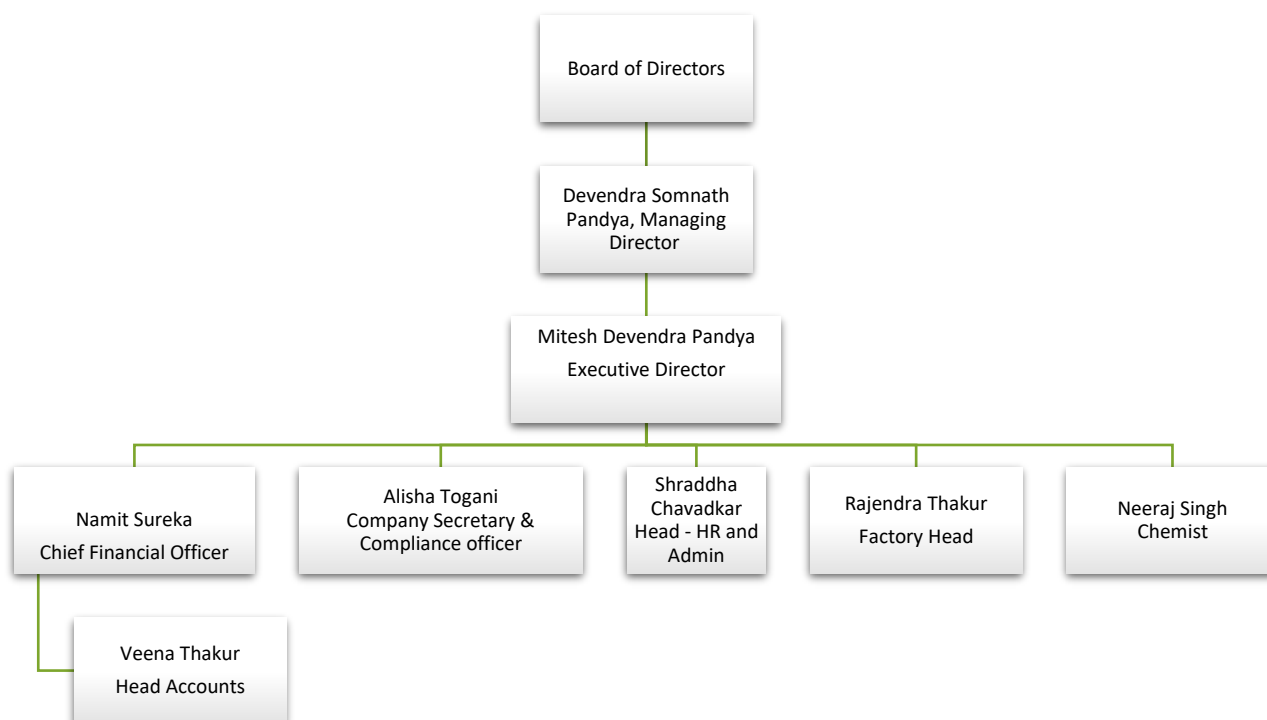 Board of Directors
Devendra Somnath
Pandya, Managing
Director
Mitesh Devendra Pandya
Executive Director
Namit Sureka
Chief Financial Officer
Alisha Togani
Company Secretary &
Compliance officer
Shraddha
Chavadkar
Head - HR and
Admin
Rajendra Thakur
Factory Head
Neeraj Singh
Chemist
Veena Thakur
Head Accounts